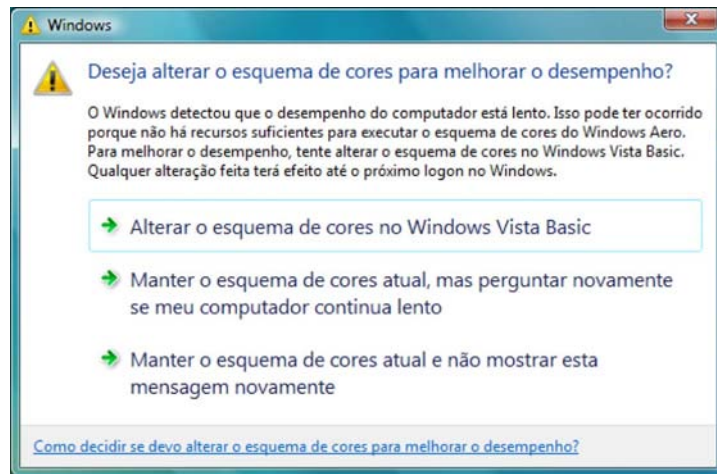 Windows
Deseja alterar o esquema de cores para melhorar o desempenho?
O Windows detectou que o desempenho do computador está lento. Isso pode ter ocorrido
porque não há recursos suficientes para executar o esquema de cores do Windows Aero.
Para melhorar o desempenho, tente alterar o esquema de cores no Windows Vista Basic.
Qualquer alteração feita terá efeito até o próximo logon no Windows.
Alterar o esquema de cores no Windows Vista Basic
Manter o esquema de cores atual, mas perguntar novamente
se meu computador continua lento
Manter o esquema de cores atual e não mostrar esta
mensagem novamente
Como decidir se devo alterar o esquema de cores para melhorar o desempenho?